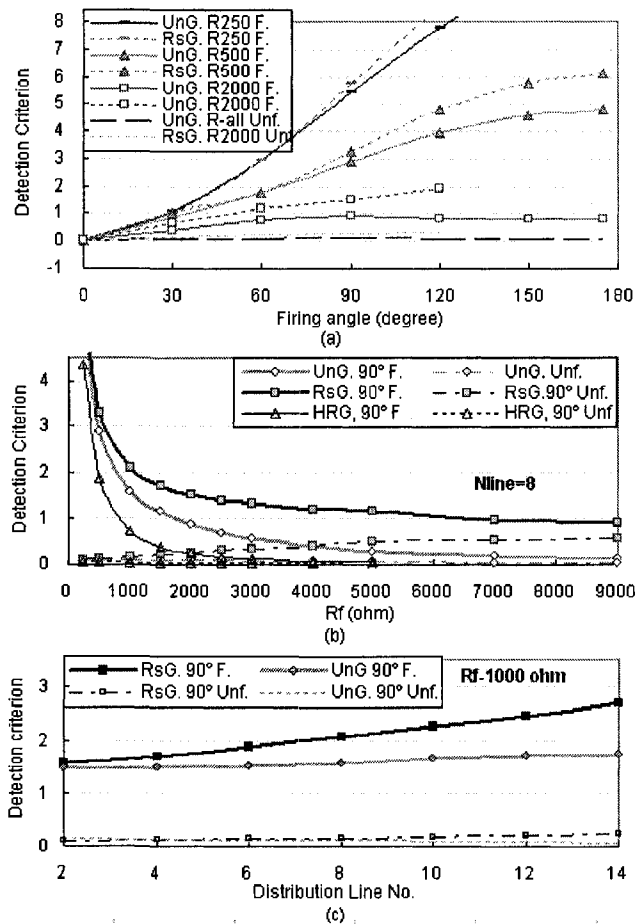 Detection Criterion
8
7
6
5
4
3
2
1
0
-1
UnG. R250 F.
RsG. R250 F.
UnG. R500 F.
RsG. R500 F.
UnG. R2000 F.
UnG. R2000 F.
UnG. R-all Unf.
RsG. R2000 Unf
0 30 60 90 120 150 180
Firing angle (degree)
(a)
Detection Criterion
4
3
2
1
0
UnG. 90° F. UnG. Unf.
RsG. 90° F. RsG.90° Unf.
HRG, 90° F. HRG, 90° Unf
Nline=8
0 1000 2000 3000 4000 5000 6000 7000 8000 9000
Rf (ohm)
(b)
Detection criterion
3
2
1
0
RsG. 90° F. UnG 90° F.
RsG. 90° Unf. UnG. 90° Unf.
Rf-1000 ohm
2 4 6 8 10 12 14
Distribution Line No.
(c)